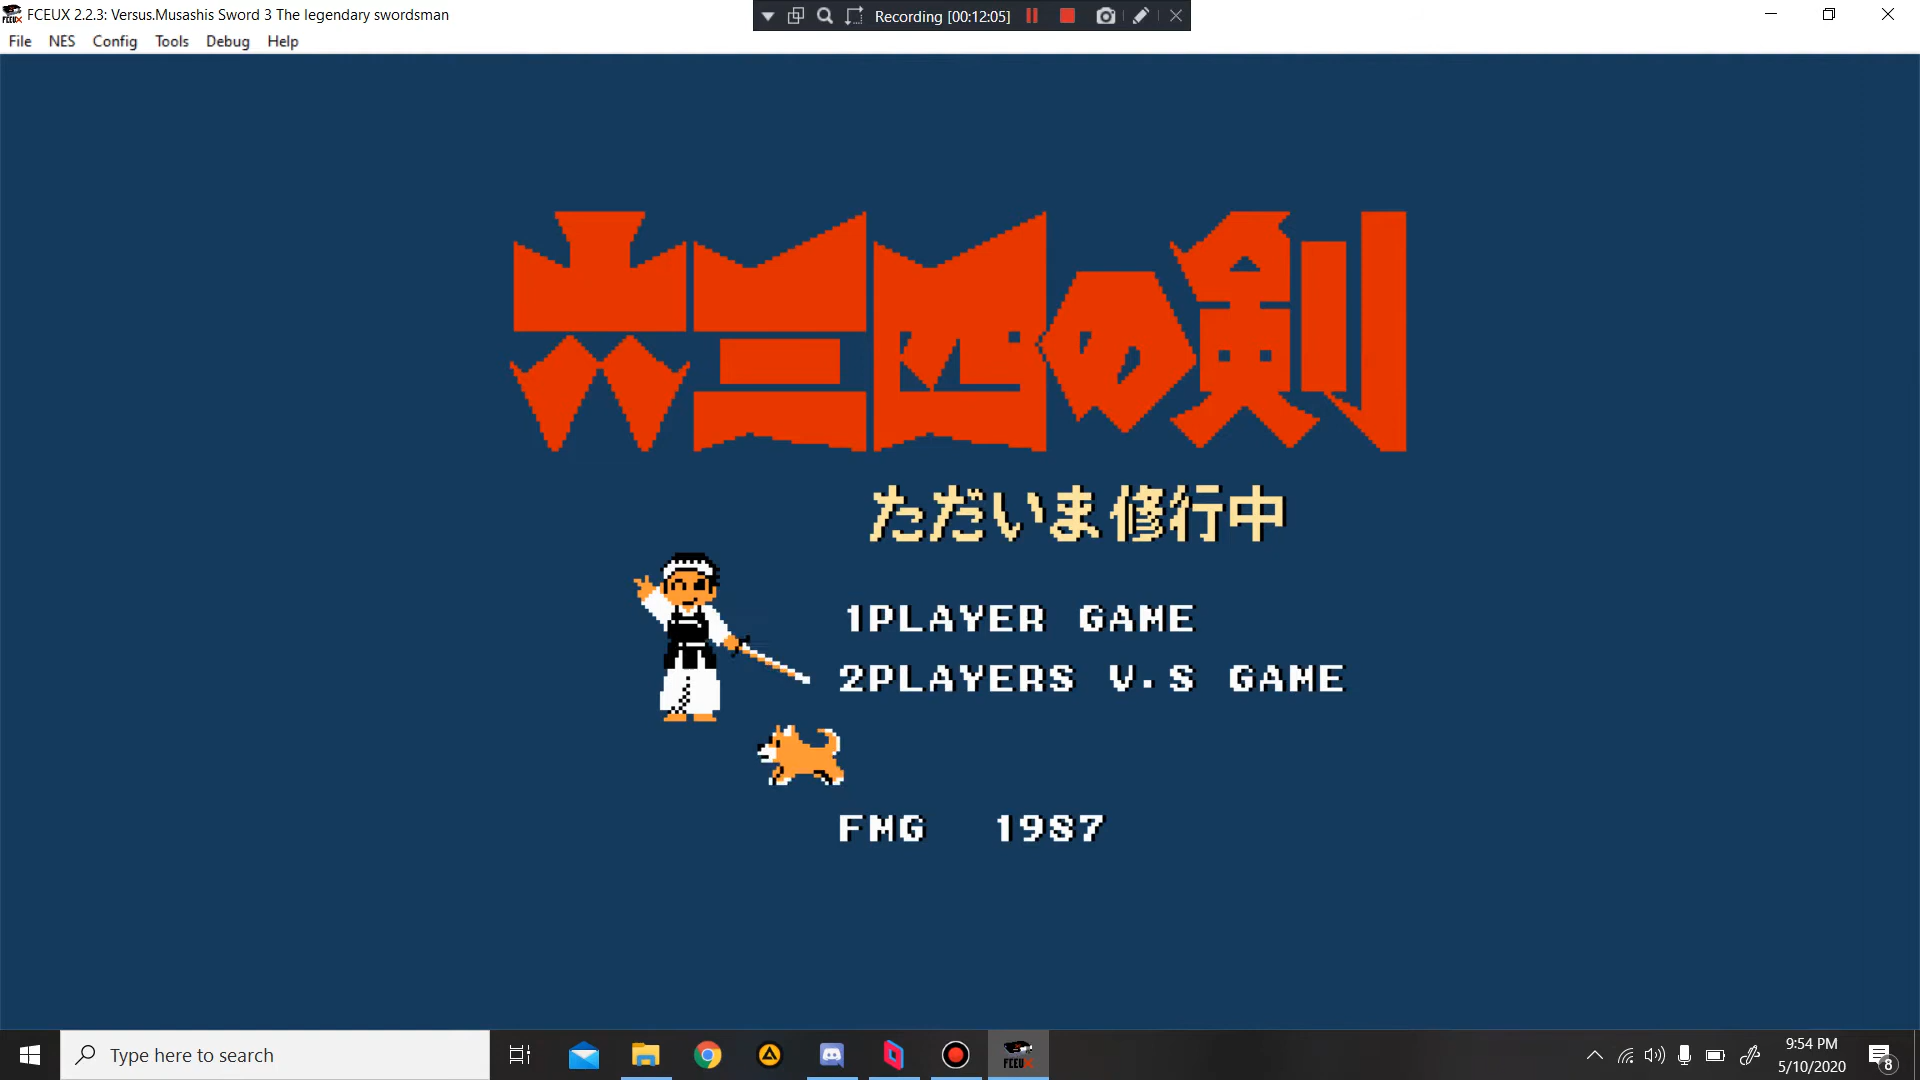 FCEUX 2.2.3: Versus.Musashis Sword 3 The legendary swordsman
Recording [00:12:05]
File NES Config Tools Debug Help
六三四の剣
ただいま修行中
1PLAYER GAME
2PLAYERS V.S GAME
FMG 1987
Type here to search
FCEUX
9:54 PM
5/10/2020
8